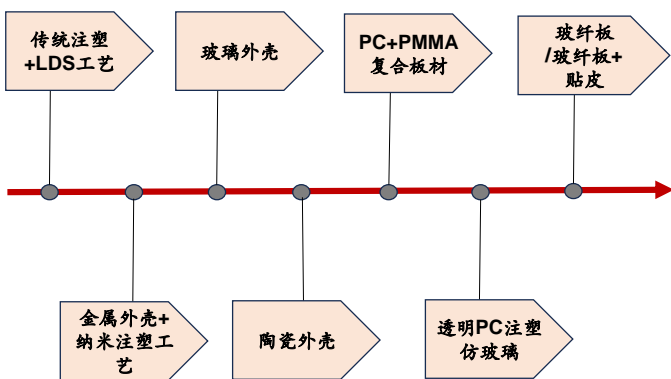 传统注塑
+LDS工艺
玻璃外壳
PC+PMMA
复合板材
玻纤板
/玻纤板+
贴皮
金属外壳+
纳米注塑工
艺
陶瓷外壳
透明PC注塑
仿玻璃